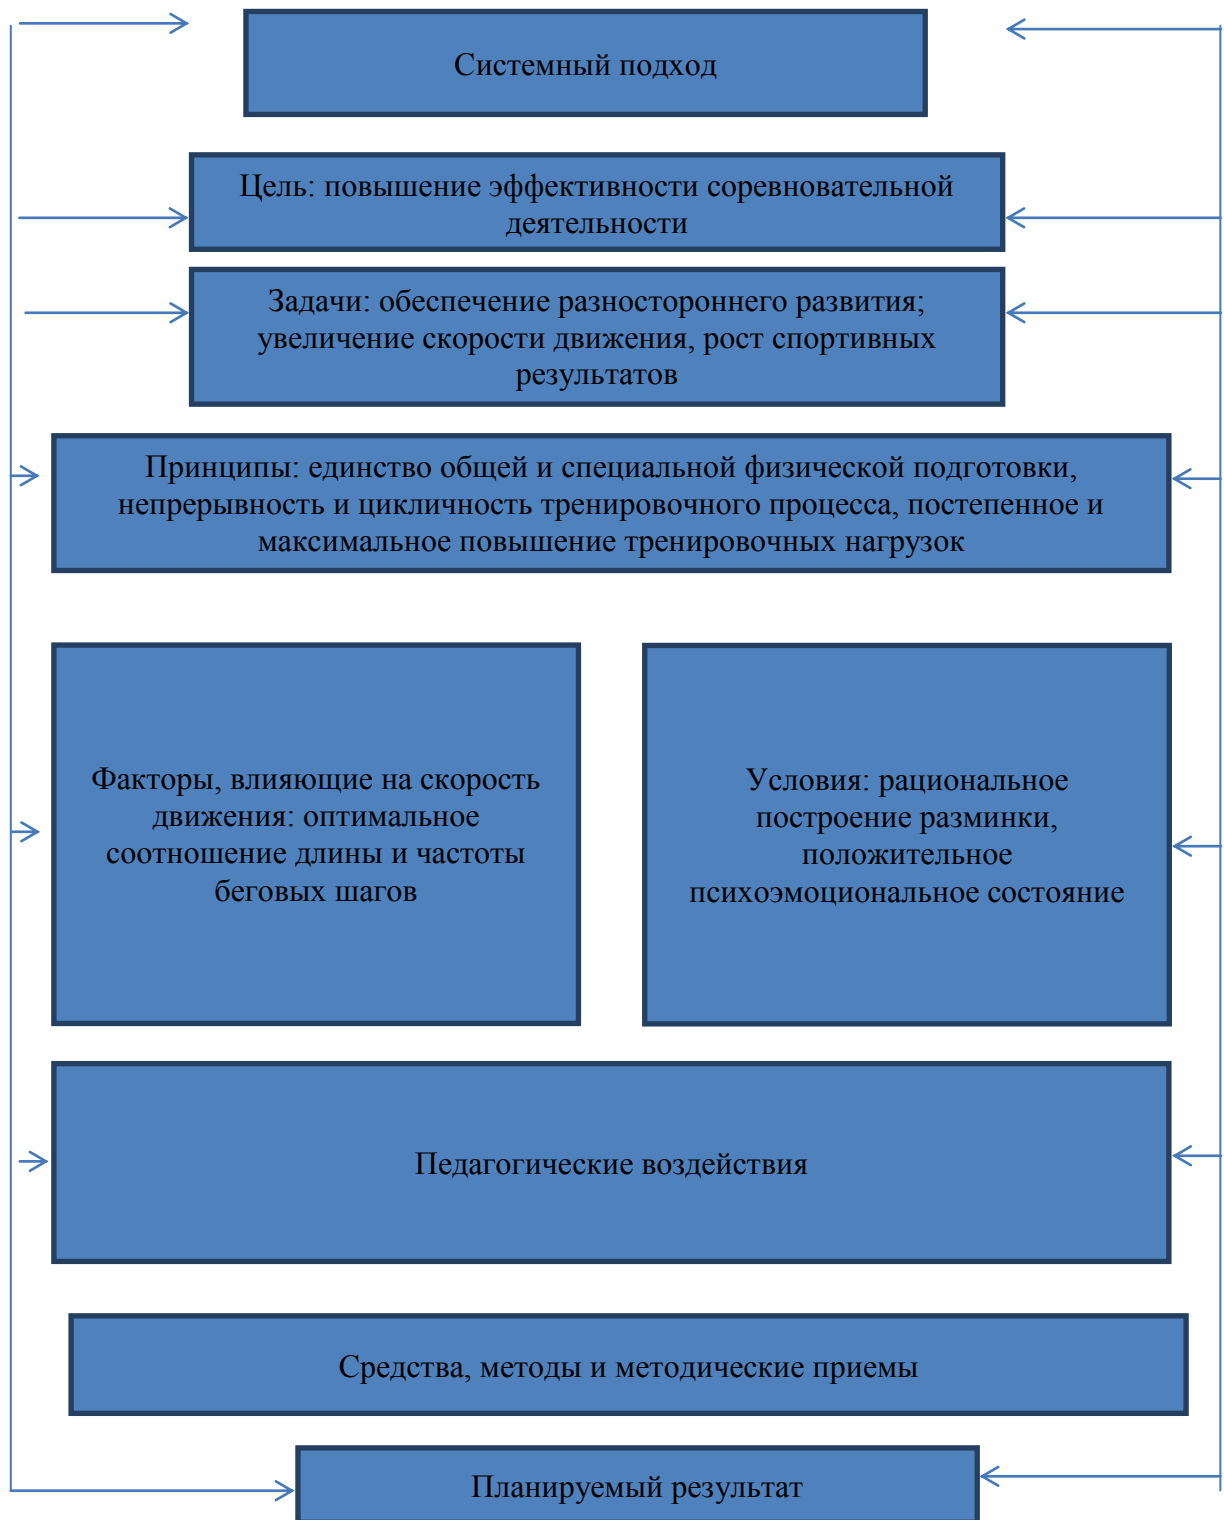 Системный подход
Цель: повышение эффективности соревновательной
деятельности
Задачи: обеспечение разностороннего развития;
увеличение скорости движения, рост спортивных
результатов
Принципы: единство общей и специальной физической подготовки,
непрерывность и цикличность тренировочного процесса, постепенное и
максимальное повышение тренировочных нагрузок
Факторы, влияющие на скорость
движения: оптимальное
соотношение длины и частоты
беговых шагов
Условия: рациональное
построение разминки,
положительное
психоэмоциональное состояние
Педагогические воздействия
Средства, методы и методические приемы
Планируемый результат